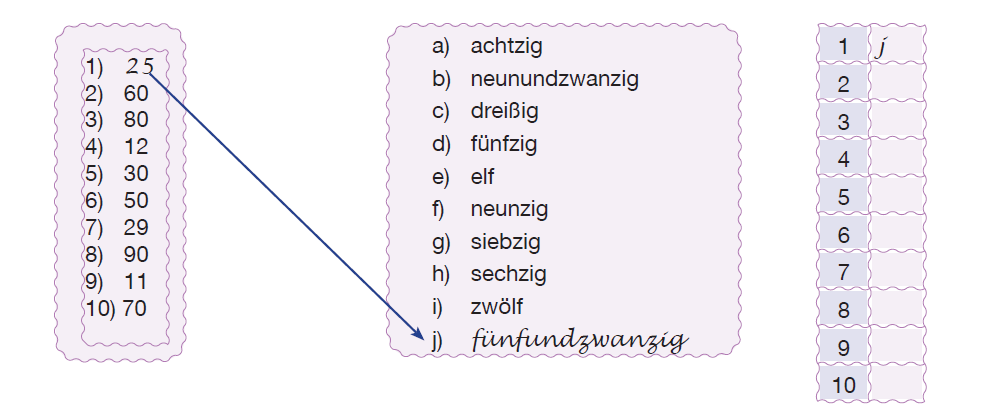 1) 25
2) 60
3) 80
4) 12
5) 30
6) 50
7) 29
8) 90
9) 11
10) 70
a) achtzig
b) neunundzwanzig
c) dreißig
d) fünfzig
e) elf
f) neunzig
g) siebzig
h) sechzig
i) zwölf
j) fünfundzwanzig
1 j
2
3
4
5
6
7
8
9
10